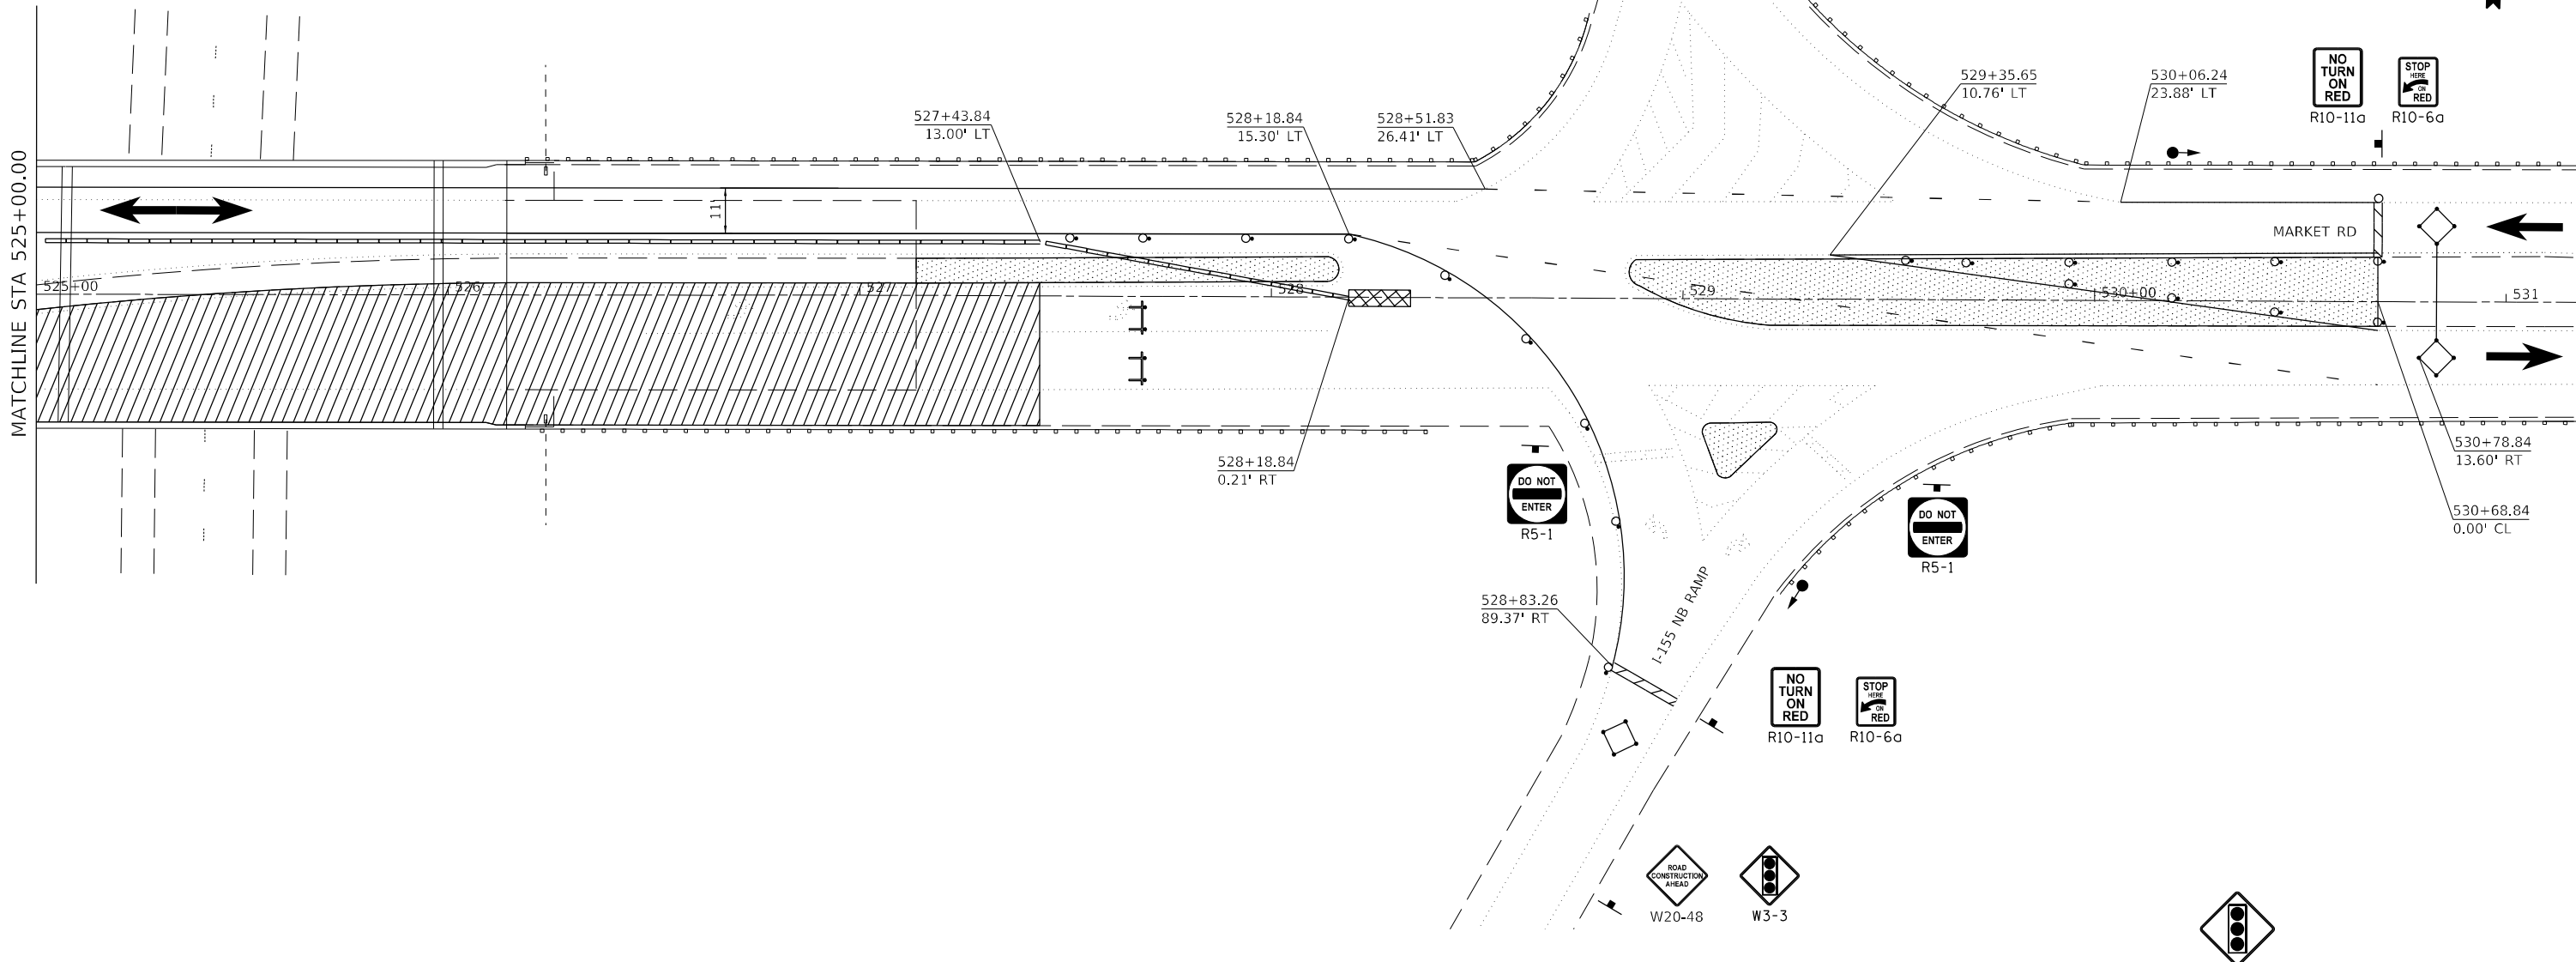 MATCHLINE STA 525+00.00
525+00
526
527
528
529
530+00
531
11'
527+43.84
13.00' LT
528+18.84
15.30' LT
528+51.83
26.41' LT
529+35.65
10.76' LT
530+06.24
23.88' LT
NO
TURN
ON
RED
R10-11a
STOP
HERE
ON
RED
R10-6a
MARKET RD
528+18.84
0.21' RT
DO NOT
ENTER
R5-1
DO NOT
ENTER
R5-1
530+78.84
13.60' RT
530+68.84
0.00' CL
528+83.26
89.37' RT
I-155 NB RAMP
NO
TURN
ON
RED
R10-11a
STOP
HERE
ON
RED
R10-6a
ROAD
CONSTRUCTION
AHEAD
W20-48
W3-3